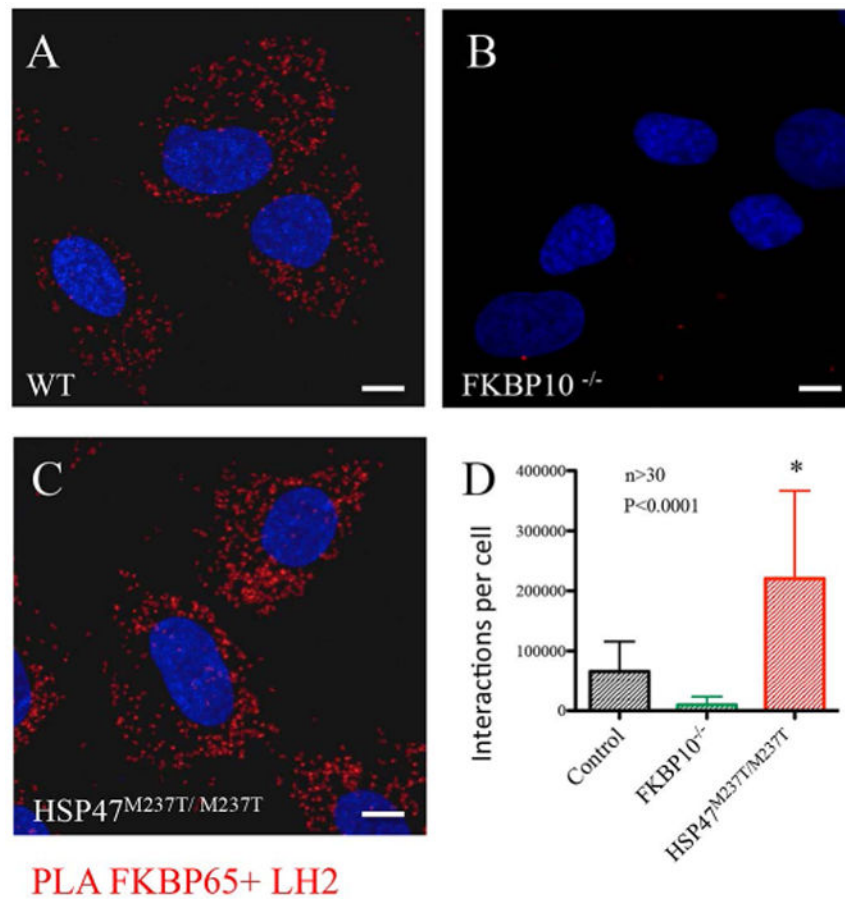 A
WT
B
FKBP10 -/-
C
HSP47M237T/M237T
D
n>30
P<0.0001
*
400000
300000
200000
100000
0
Interactions per cell
Control
FKBP10-/-
HSP47M237T/M237T
PLA FKBP65+ LH2